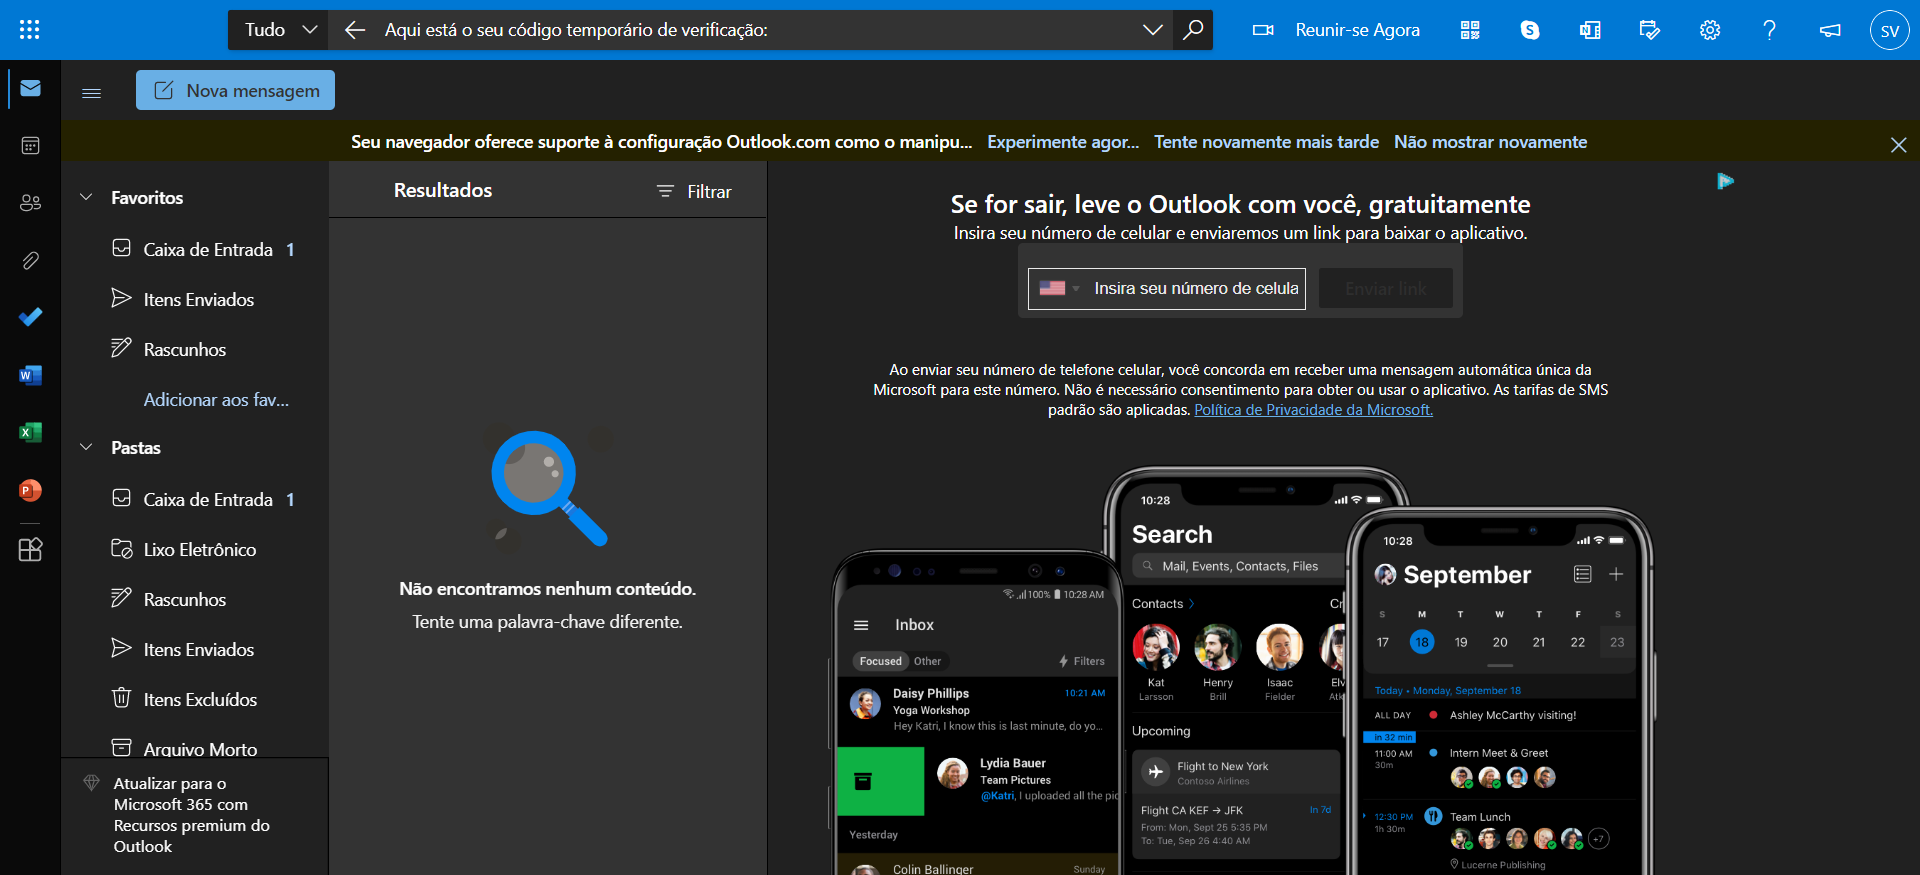 Tudo
Aqui está o seu código temporário de verificação:
Reunir-se Agora
SV
Nova mensagem
Seu navegador oferece suporte à configuração Outlook.com como o manipu... Experimente agor... Tente novamente mais tarde Não mostrar novamente
Favoritos
Caixa de Entrada 1
Itens Enviados
Rascunhos
Adicionar aos fav...
Pastas
Caixa de Entrada 1
Lixo Eletrônico
Rascunhos
Itens Enviados
Itens Excluídos
Arquivo Morto
Atualizar para o
Microsoft 365 com
Recursos premium do
Outlook
Resultados
Filtrar
Não encontramos nenhum conteúdo.
Tente uma palavra-chave diferente.
Se for sair, leve o Outlook com você, gratuitamente
Insira seu número de celular e enviaremos um link para baixar o aplicativo.
Insira seu número de celula
Enviar link
Ao enviar seu número de telefone celular, você concorda em receber uma mensagem automática única da
Microsoft para este número. Não é necessário consentimento para obter ou usar o aplicativo. As tarifas de SMS
padrão são aplicadas. Política de Privacidade da Microsoft.
100% 10:28 AM
Inbox
Focused Other
Filters
Daisy Phillips 10:21 AM
Yoga Workshop
Hey Katri, I know this is last minute, do yo...
Lydia Bauer
Team Pictures
@Katri, I uploaded all the pic
Yesterday
Colin Ballinger Sunday
10:28
Search
Mail, Events, Contacts, Files
Contacts
Kat
Larsson
Henry
Brill
Isaac
Fielder
Upcoming
Flight to New York
Contoso Airlines
Flight CA KEF → JFK In 7d
From: Mon, Sept 25 5:35 PM
To: Tue, Sep 26 4:40 AM
10:28
September
S M T W T F S
17 18 19 20 21 22 23
Today • Monday, September 18
ALL DAY Ashley McCarthy visiting!
in 32 min
11:00 AM Intern Meet & Greet
30m
12:30 PM Team Lunch
1h 30m
+7
Lucerne Publishing